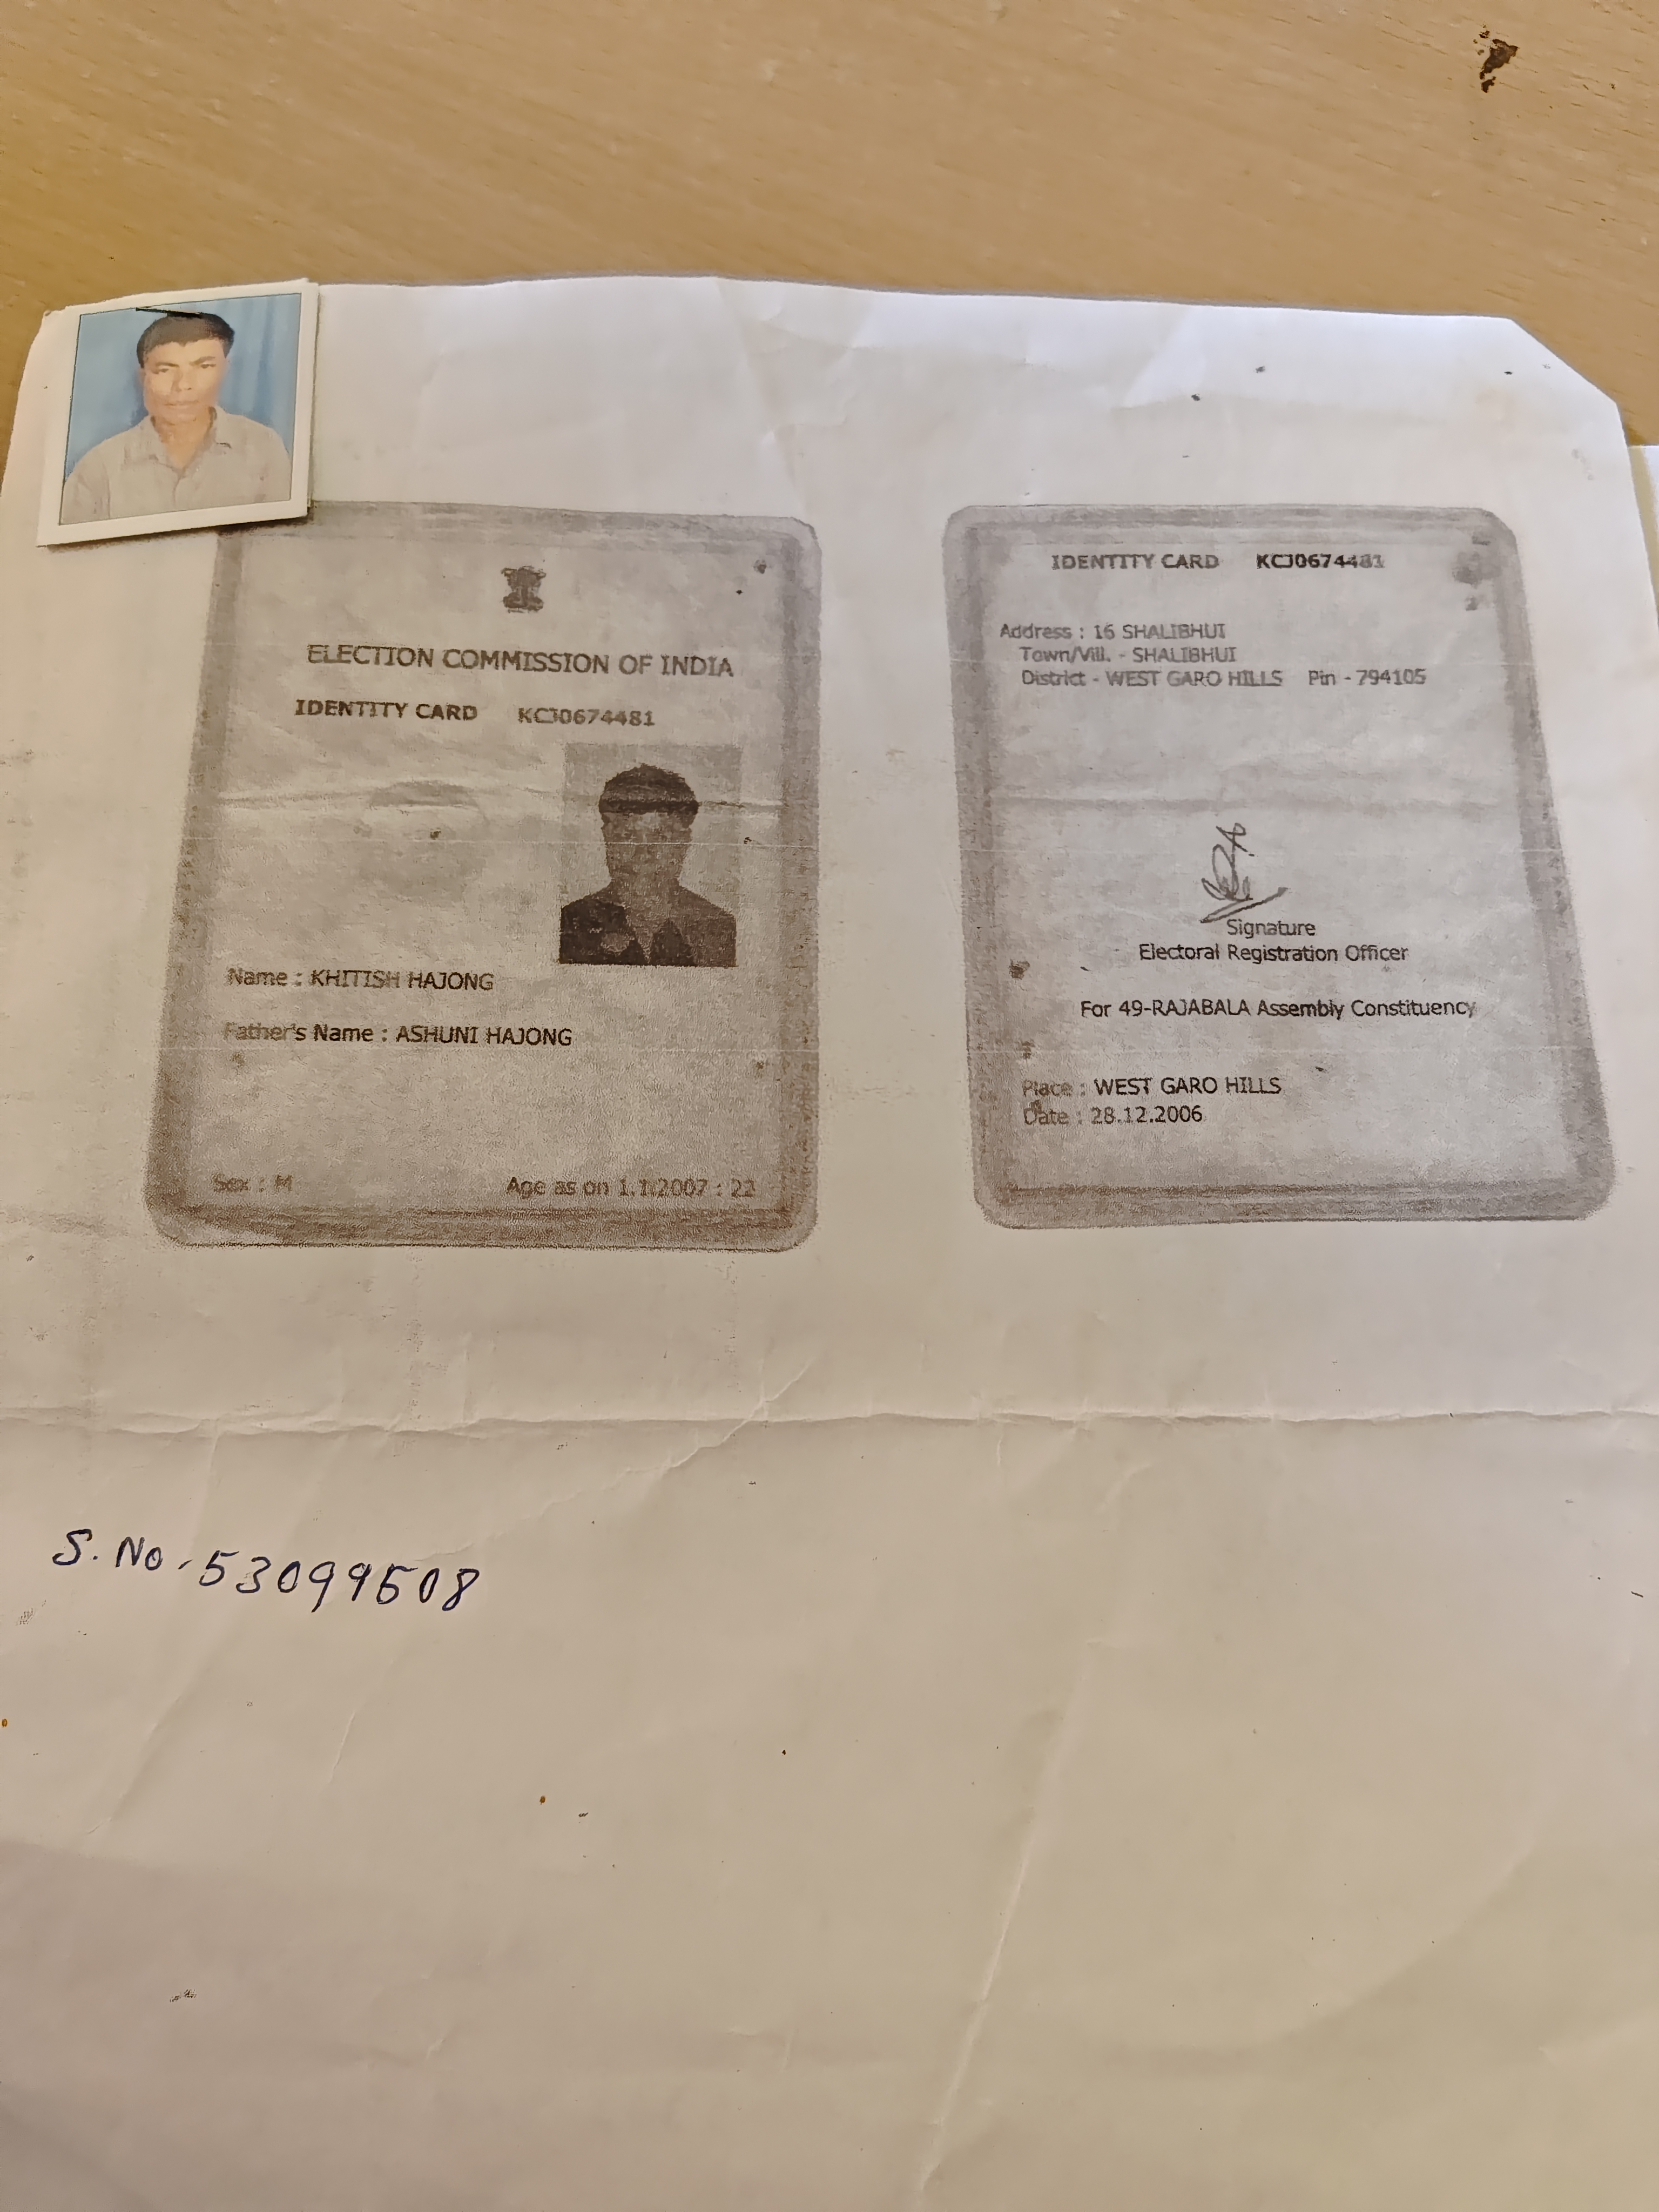 ELECTION COMMISSION OF INDIA
IDENTITY CARD KCJ0674481
Name : KHITISH HAJONG
Father's Name : ASHUNI HAJONG
Sex : M Age as on 1.1.2007 : 22
IDENTITY CARD KCJ0674481
Address : 16 SHALIBHUI
Town/Vill. - SHALIBHUI
District - WEST GARO HILLS Pin - 794105
Signature
Electoral Registration Officer
For 49-RAJABALA Assembly Constituency
Place : WEST GARO HILLS
Date : 28.12.2006
S. No. 53099508